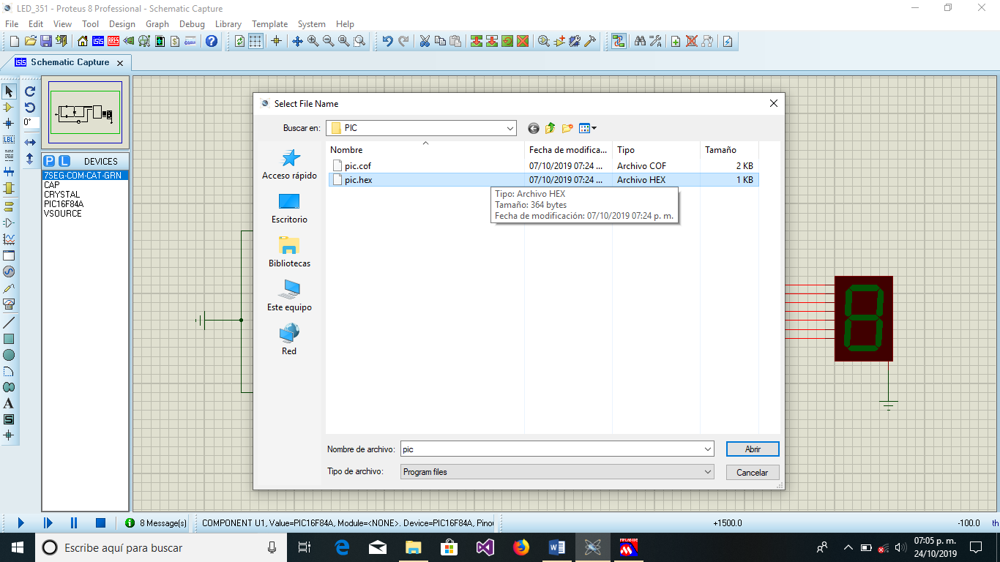 LED_351 - Proteus 8 Professional - Schematic Capture
File Edit View Tool Design Graph Debug Library Template System Help
Schematic Capture
Select File Name
Buscar en: PIC
Nombre Fecha de modifica... Tipo Tamaño
pic.cof 07/10/2019 07:24 ... Archivo COF 2 KB
pic.hex 07/10/2019 07:24 ... Archivo HEX 1 KB
Tipo: Archivo HEX
Tamaño: 364 bytes
Fecha de modificación: 07/10/2019 07:24 p. m.
Acceso rápido
Escritorio
Bibliotecas
Este equipo
Red
Nombre de archivo: pic Abrir
Tipo de archivo: Program files Cancelar
0°
LBL
P L DEVICES
7SEG-COM-CAT-GRN
CAP
CRYSTAL
PIC16F84A
VSOURCE
A
S
8 Message(s) COMPONENT U1, Value=PIC16F84A, Module=<NONE>. Device=PIC16F84A, Pinou +1500.0 -100.0 th
Escribe aquí para buscar
07:05 p. m.
24/10/2019